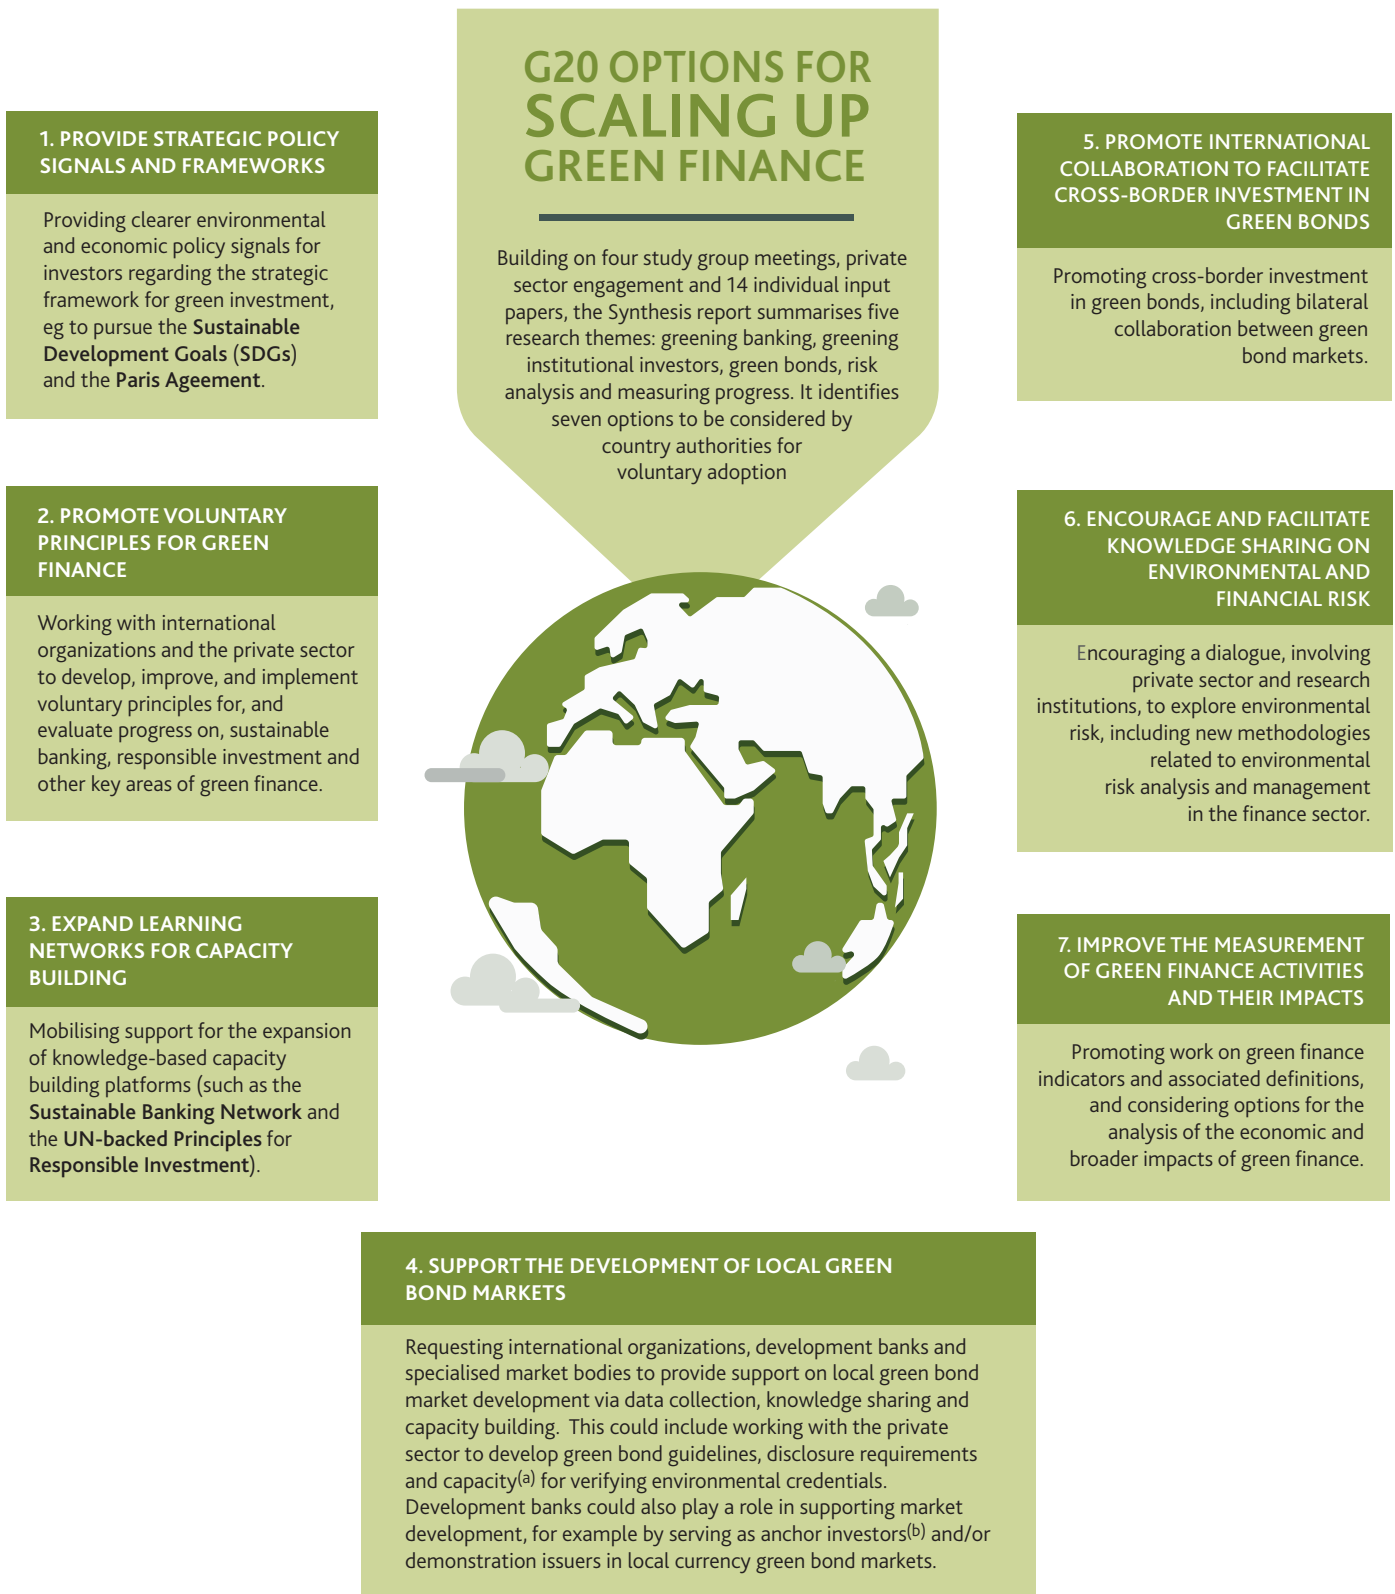 G20 OPTIONS FOR
SCALING UP
GREEN FINANCE
Building on four study group meetings, private
sector engagement and 14 individual input
papers, the Synthesis report summarises five
research themes: greening banking, greening
institutional investors, green bonds, risk
analysis and measuring progress. It identifies
seven options to be considered by
country authorities for
voluntary adoption
1. PROVIDE STRATEGIC POLICY
SIGNALS AND FRAMEWORKS
Providing clearer environmental
and economic policy signals for
investors regarding the strategic
framework for green investment,
eg to pursue the Sustainable
Development Goals (SDGs)
and the Paris Ageement.
2. PROMOTE VOLUNTARY
PRINCIPLES FOR GREEN
FINANCE
Working with international
organizations and the private sector
to develop, improve, and implement
voluntary principles for, and
evaluate progress on, sustainable
banking, responsible investment and
other key areas of green finance.
3. EXPAND LEARNING
NETWORKS FOR CAPACITY
BUILDING
Mobilising support for the expansion
of knowledge-based capacity
building platforms (such as the
Sustainable Banking Network and
the UN-backed Principles for
Responsible Investment).
4. SUPPORT THE DEVELOPMENT OF LOCAL GREEN
BOND MARKETS
Requesting international organizations, development banks and
specialised market bodies to provide support on local green bond
market development via data collection, knowledge sharing and
capacity building. This could include working with the private
sector to develop green bond guidelines, disclosure requirements
and capacity(a) for verifying environmental credentials.
Development banks could also play a role in supporting market
development, for example by serving as anchor investors(b) and/or
demonstration issuers in local currency green bond markets.
5. PROMOTE INTERNATIONAL
COLLABORATION TO FACILITATE
CROSS-BORDER INVESTMENT IN
GREEN BONDS
Promoting cross-border investment
in green bonds, including bilateral
collaboration between green
bond markets.
6. ENCOURAGE AND FACILITATE
KNOWLEDGE SHARING ON
ENVIRONMENTAL AND
FINANCIAL RISK
Encouraging a dialogue, involving
private sector and research
institutions, to explore environmental
risk, including new methodologies
related to environmental
risk analysis and management
in the finance sector.
7. IMPROVE THE MEASUREMENT
OF GREEN FINANCE ACTIVITIES
AND THEIR IMPACTS
Promoting work on green finance
indicators and associated definitions,
and considering options for the
analysis of the economic and
broader impacts of green finance.